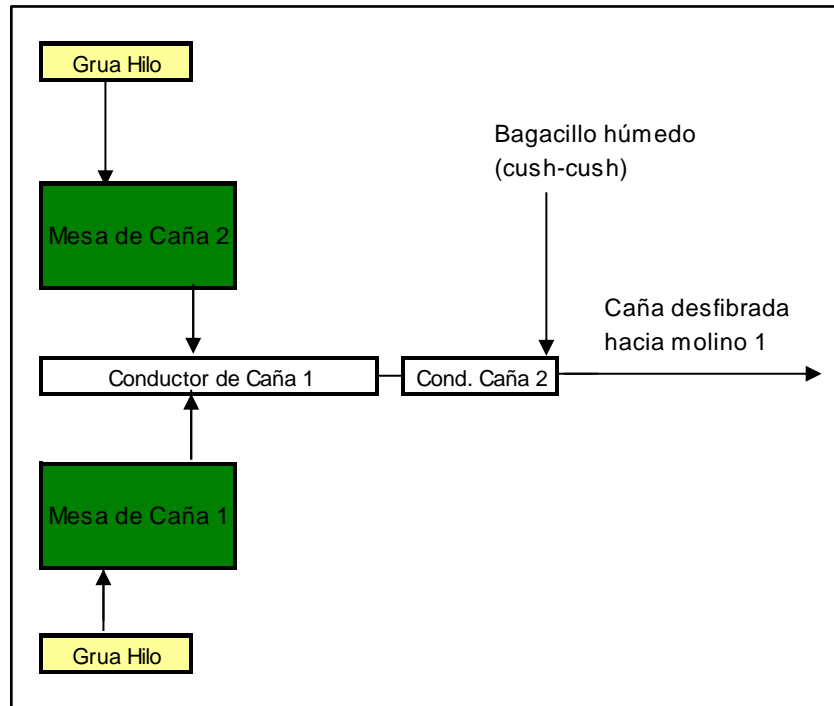 Grua Hilo
Bagacillo húmedo
(cush-cush)
Mesa de Caña 2
Caña desfibrada
hacia molino 1
Conductor de Caña 1
Cond. Caña 2
Mesa de Caña 1
Grua Hilo